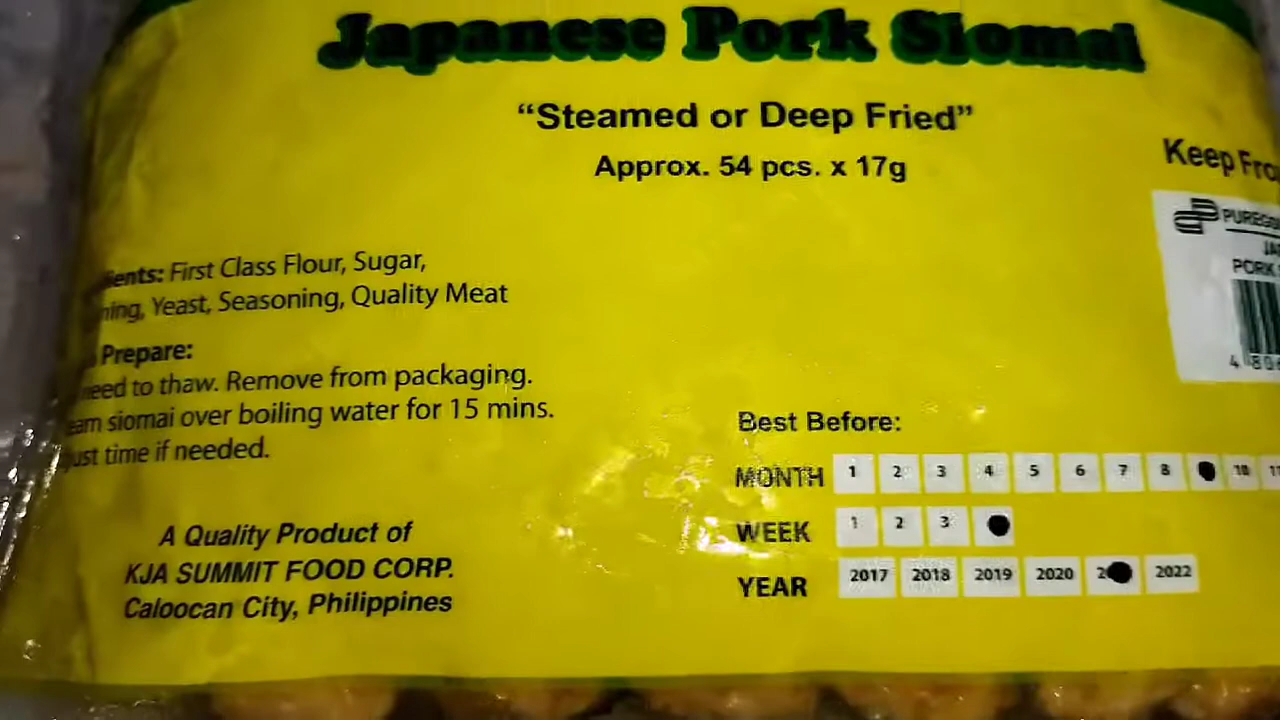 Japanese Pork Siomai
“Steamed or Deep Fried”
Approx. 54 pcs. x 17g
Keep
First Class Flour, Sugar,
Yeast, Seasoning, Quality Meat
Prepare:
need to thaw. Remove from packaging.
siomai over boiling water for 15 mins.
time if needed.
A Quality Product of
KJA SUMMIT FOOD CORP.
Caloocan City, Philippines
PORK
Best Before:
MONTH 1 2 3 4 5 6 7 8 10 11
WEEK 1 2 3
YEAR 2017 2018 2019 2020 2022